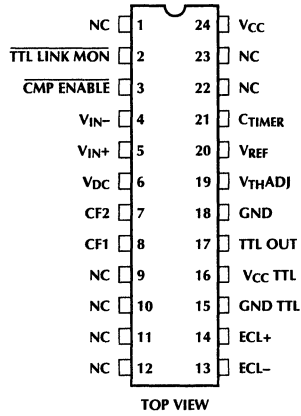 NC 1 24 VCC
TTL LINK MON 2 23 NC
CMP ENABLE 3 22 NC
VIN– 4 21 CTIMER
VIN+ 5 20 VREF
VDC 6 19 VTHADJ
CF2 7 18 GND
CF1 8 17 TTL OUT
NC 9 16 VCC TTL
NC 10 15 GND TTL
NC 11 14 ECL+
NC 12 13 ECL–
TOP VIEW